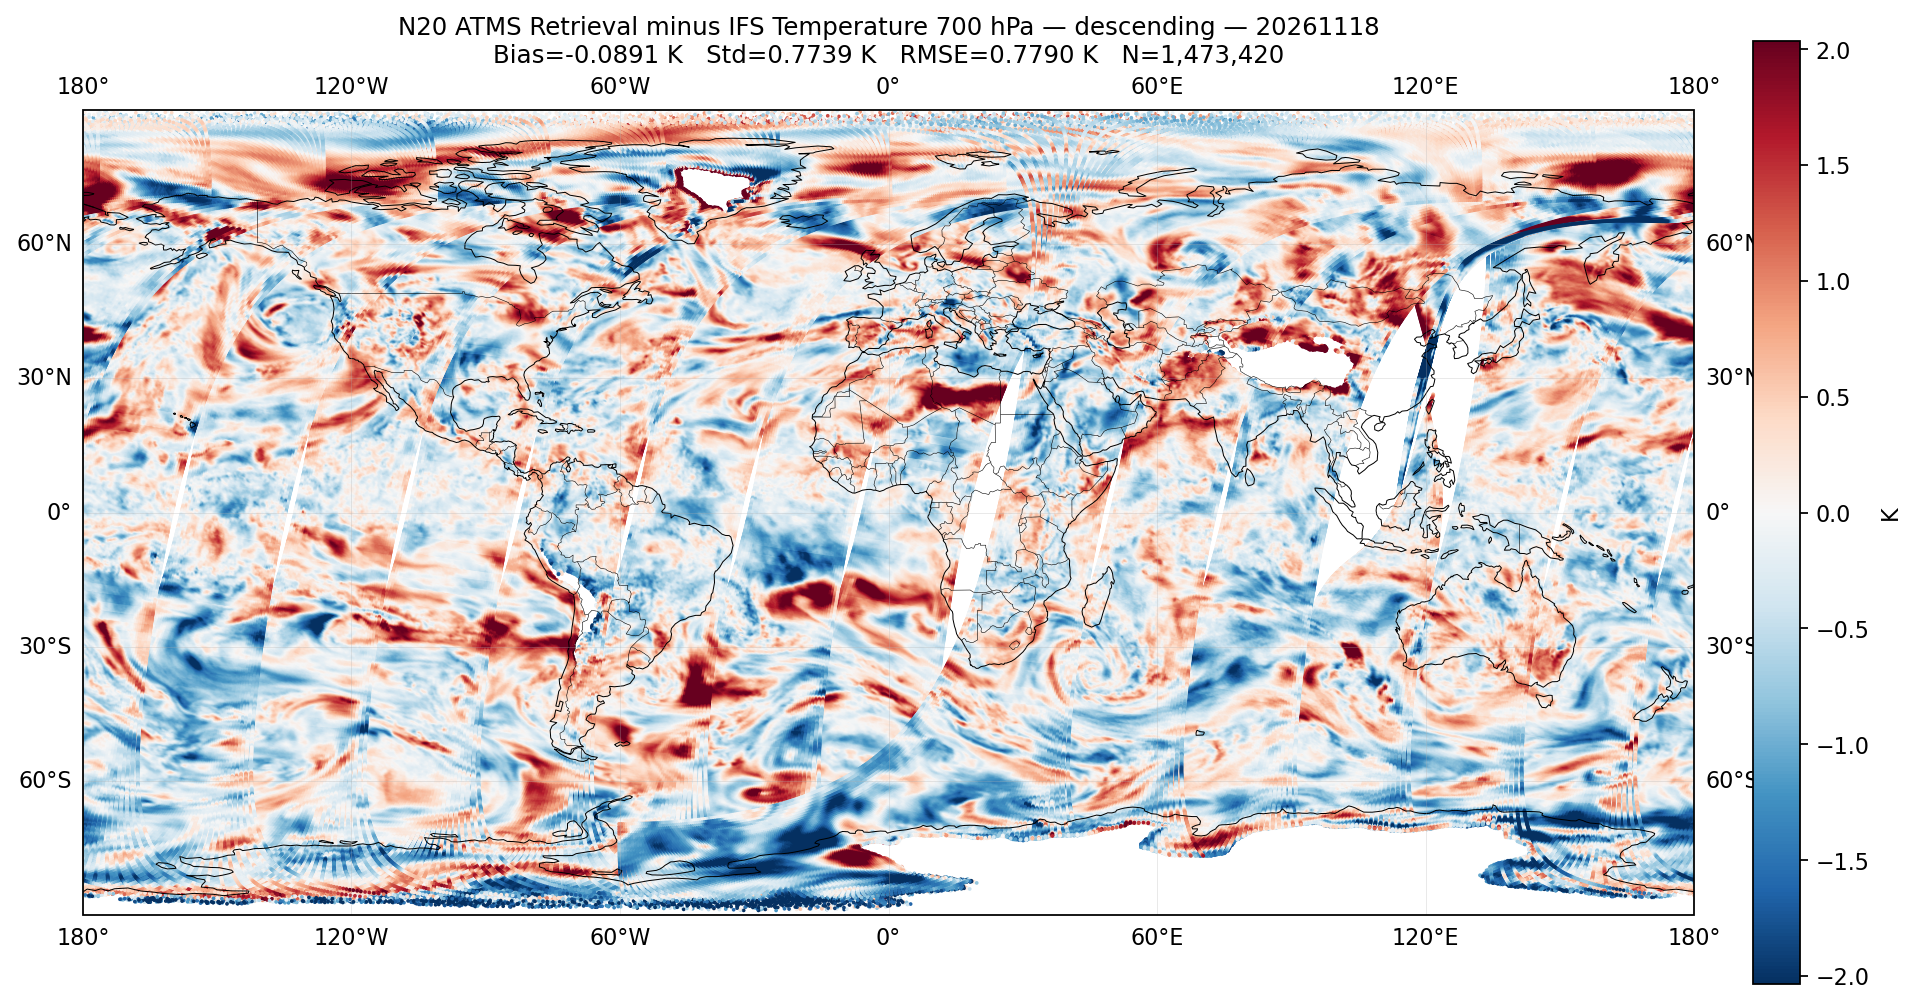 N20 ATMS Retrieval minus IFS Temperature 700 hPa — descending — 20261118
Bias=-0.0891 K   Std=0.7739 K   RMSE=0.7790 K   N=1,473,420
180° 120°W 60°W 0° 60°E 120°E 180°
60°N 60°N
30°N 30°N
0° 0°
30°S 30°S
60°S 60°S
180° 120°W 60°W 0° 60°E 120°E 180°
2.0
1.5
1.0
0.5
0.0
−0.5
−1.0
−1.5
−2.0
K